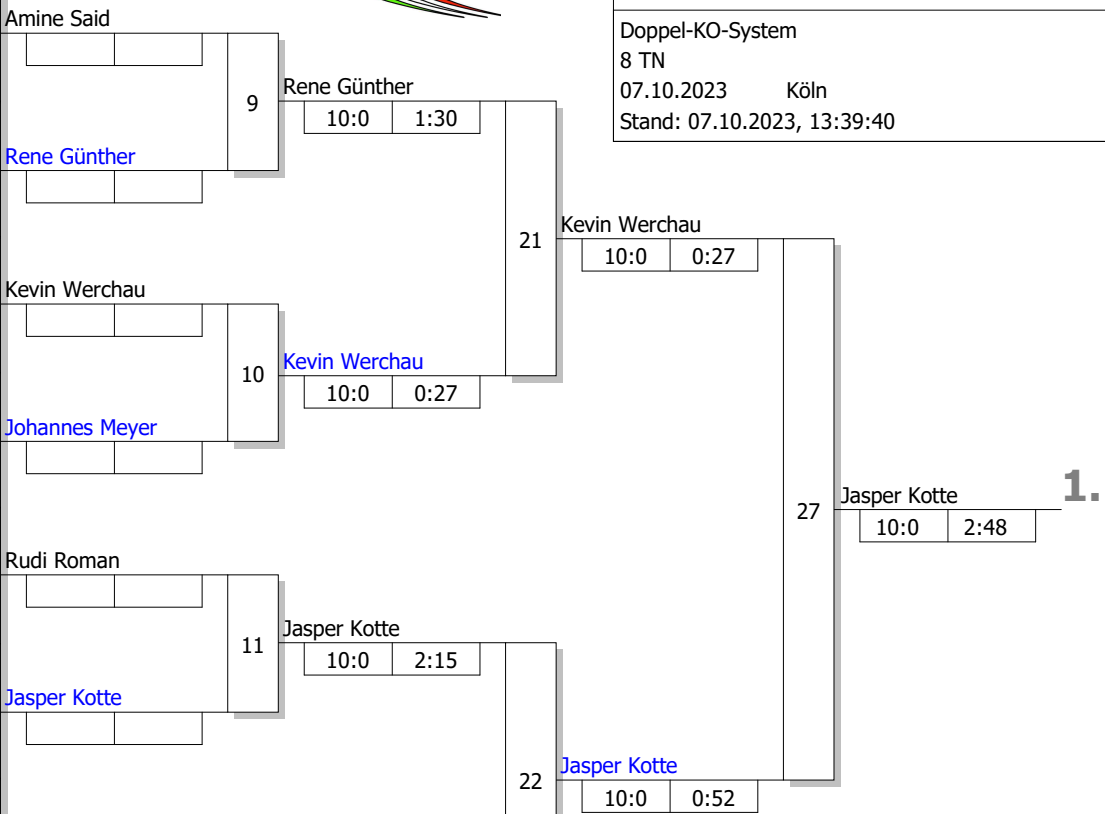 Amine Said
Doppel-KO-System
8 TN
07.10.2023 Köln
Stand: 07.10.2023, 13:39:40
9
Rene Günther
10:0 1:30
Rene Günther
21
Kevin Werchau
10:0 0:27
Kevin Werchau
10
Kevin Werchau
10:0 0:27
Johannes Meyer
27
Jasper Kotte
1.
10:0 2:48
Rudi Roman
11
Jasper Kotte
10:0 2:15
Jasper Kotte
22
Jasper Kotte
10:0 0:52